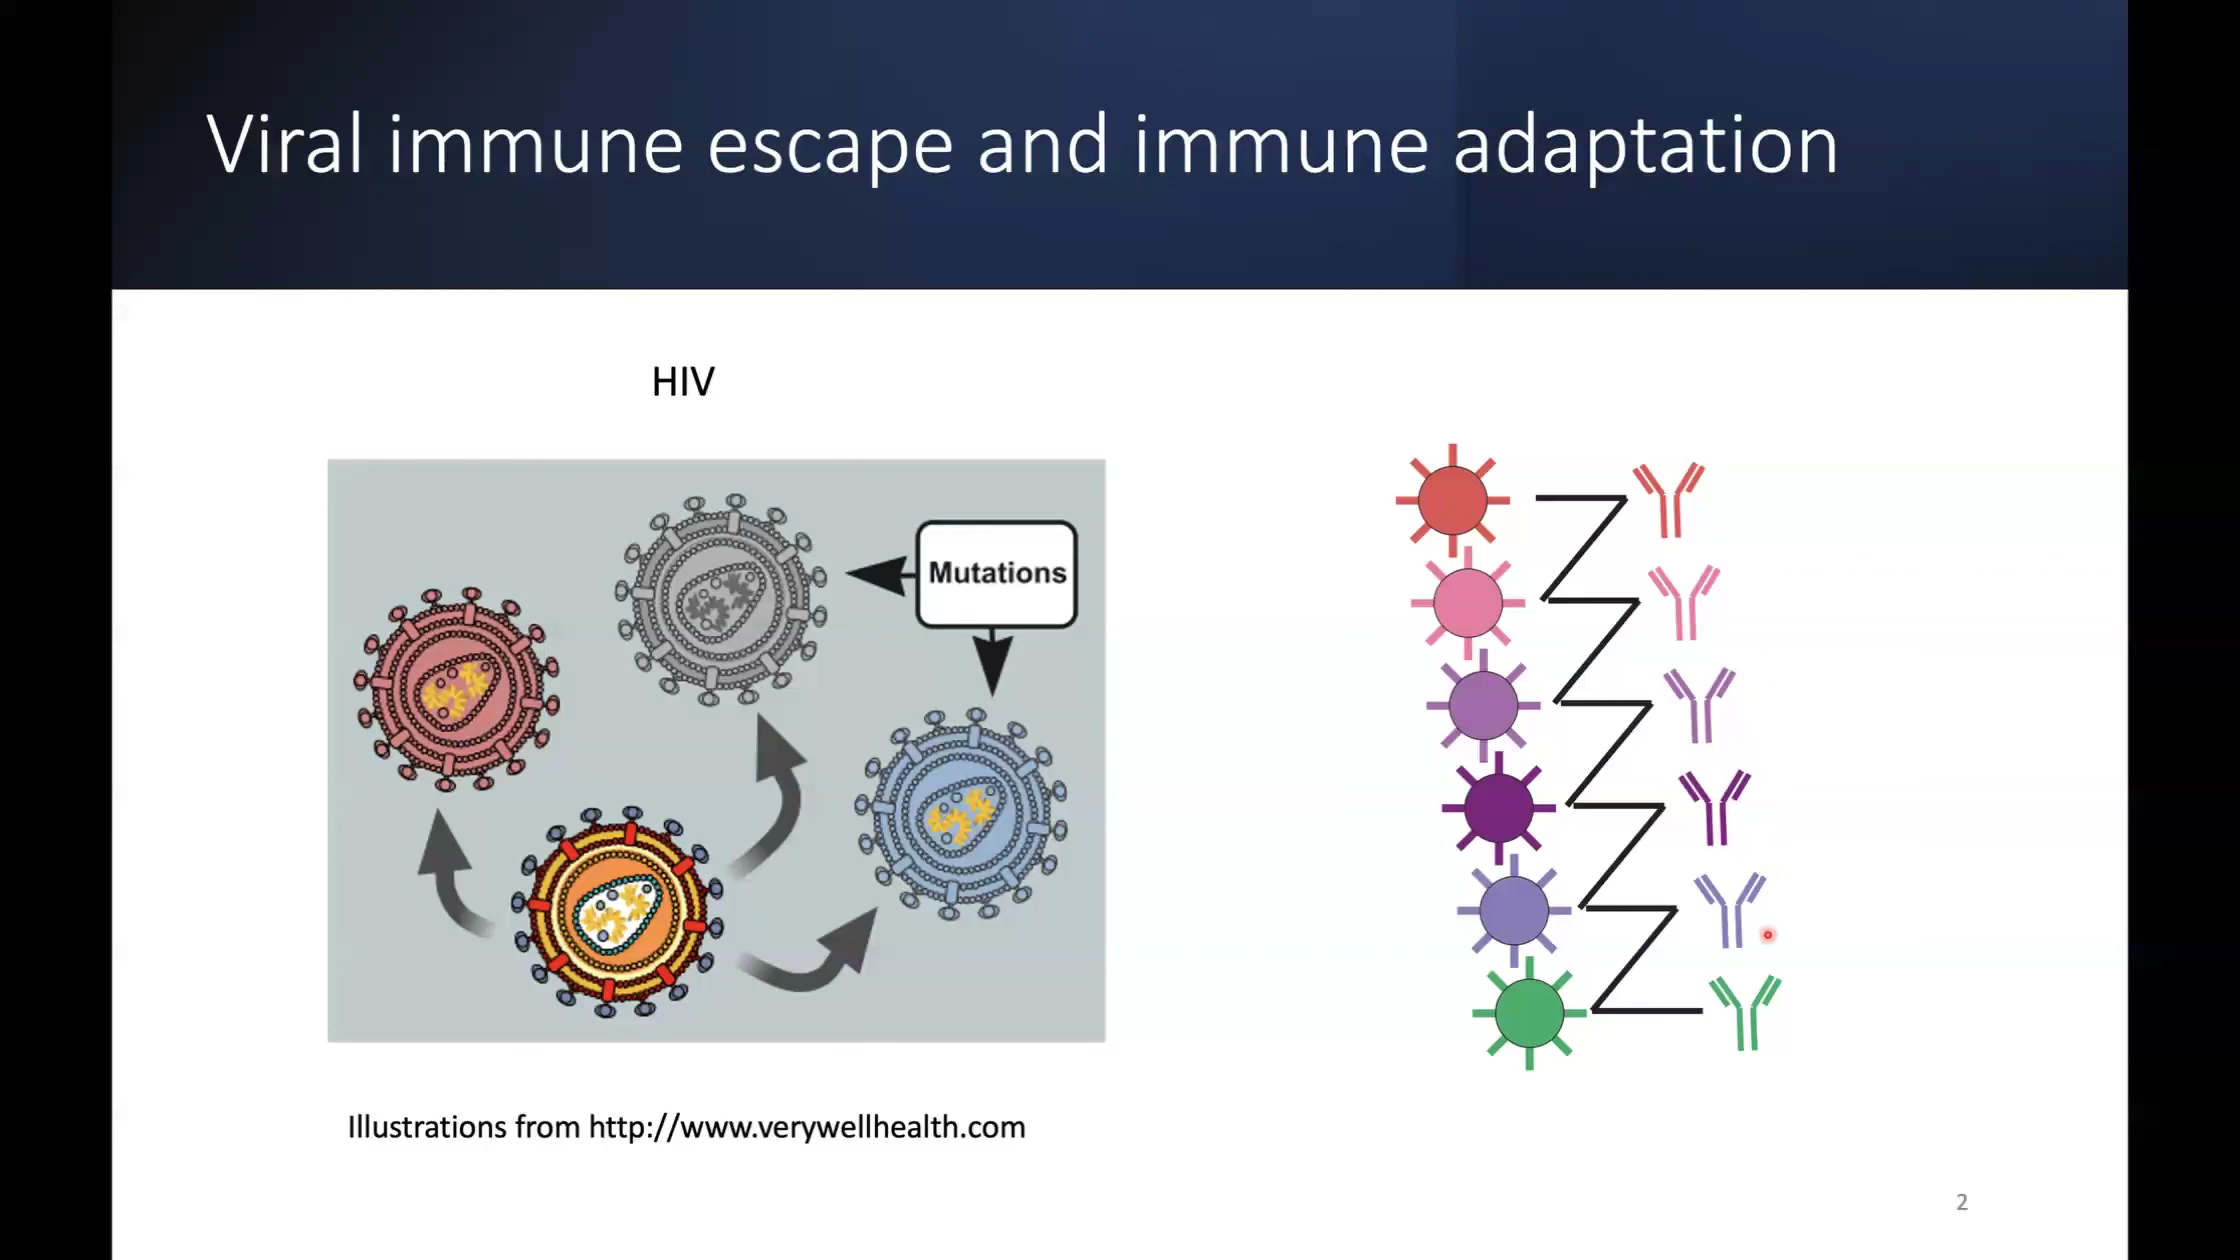 Viral immune escape and immune adaptation
HIV
Mutations
Illustrations from http://www.verywellhealth.com
2